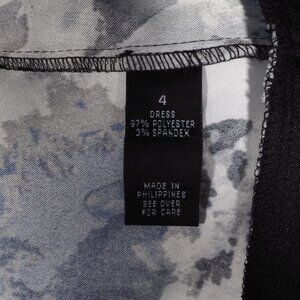 4
DRESS
97% POLYESTER
3% SPANDEX
MADE IN
PHILIPPINES
SEE OVER
FOR CARE